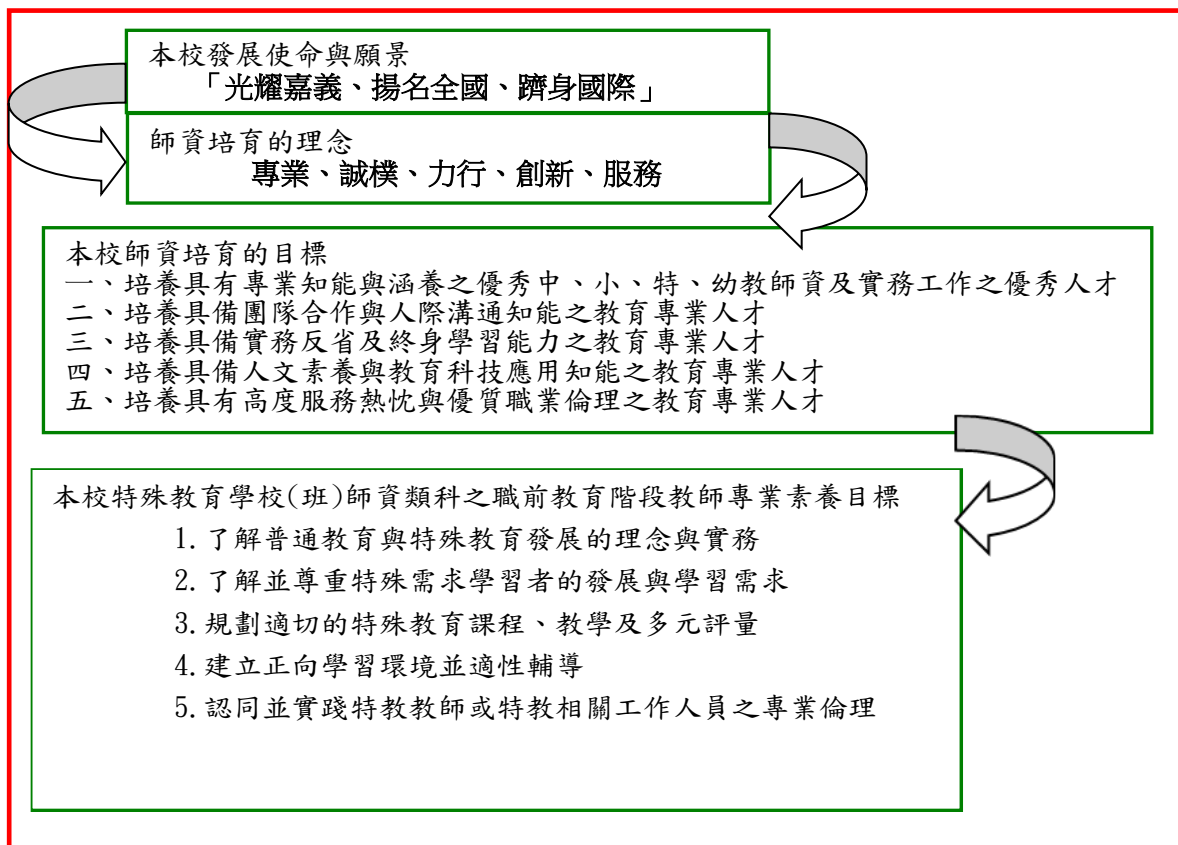 本校發展使命與願景
「光耀嘉義、揚名全國、躋身國際」
師資培育的理念
專業、誠樸、力行、創新、服務
本校師資培育的目標
一、培養具有專業知能與涵養之優秀中、小、特、幼教師資及實務工作之優秀人才
二、培養具備團隊合作與人際溝通知能之教育專業人才
三、培養具備實務反省及終身學習能力之教育專業人才
四、培養具備人文素養與教育科技應用知能之教育專業人才
五、培養具有高度服務熱忱與優質職業倫理之教育專業人才
本校特殊教育學校(班)師資類科之職前教育階段教師專業素養目標
1.了解普通教育與特殊教育發展的理念與實務
2.了解並尊重特殊需求學習者的發展與學習需求
3.規劃適切的特殊教育課程、教學及多元評量
4.建立正向學習環境並適性輔導
5.認同並實踐特教教師或特教相關工作人員之專業倫理